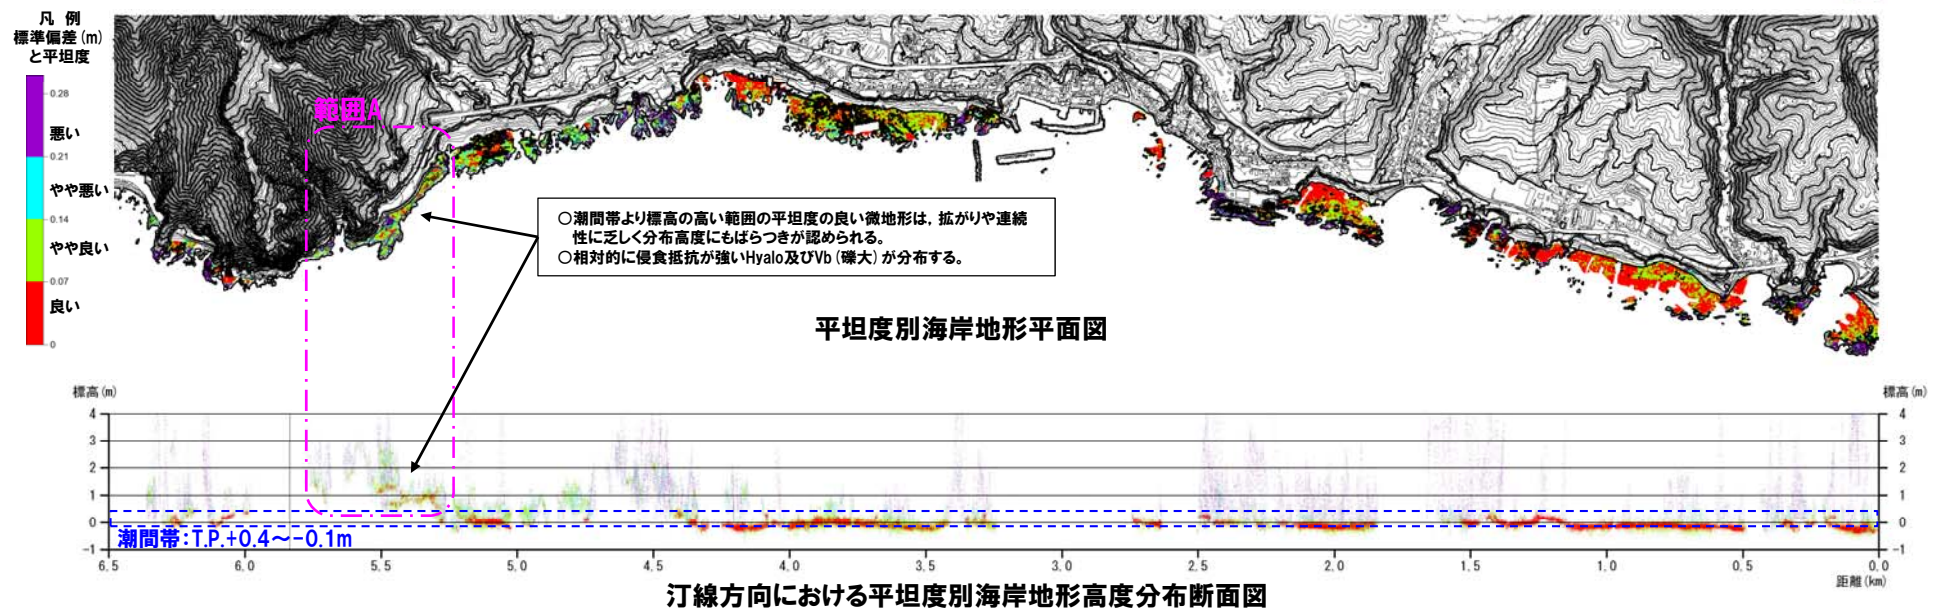 凡 例
標準偏差(m)
と平坦度
0.28
悪い
0.21
やや悪い
0.14
やや良い
0.07
良い
0
範囲A
○潮間帯より標高の高い範囲の平坦度の良い微地形は，拡がりや連続
性に乏しく分布高度にもばらつきが認められる。
○相対的に侵食抵抗が強いHyalo及びVb(礫大)が分布する。
平坦度別海岸地形平面図
標高(m)
標高(m)
4
4
3
3
2
2
1
1
0
0
潮間帯:T.P.+0.4～-0.1m
-1
-1
6.5 6.0 5.5 5.0 4.5 4.0 3.5 3.0 2.5 2.0 1.5 1.0 0.5 0.0
距離(km)
汀線方向における平坦度別海岸地形高度分布断面図